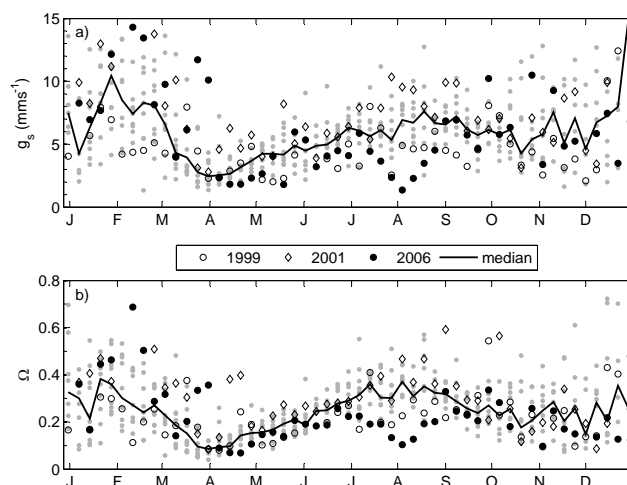 a)
15
10
5
0
g_s (mms⁻¹)
J F M A M J J A S O N D
1999 2001 2006 median
b)
0.8
0.6
0.4
0.2
0
Ω
J F M A M J J A S O N D